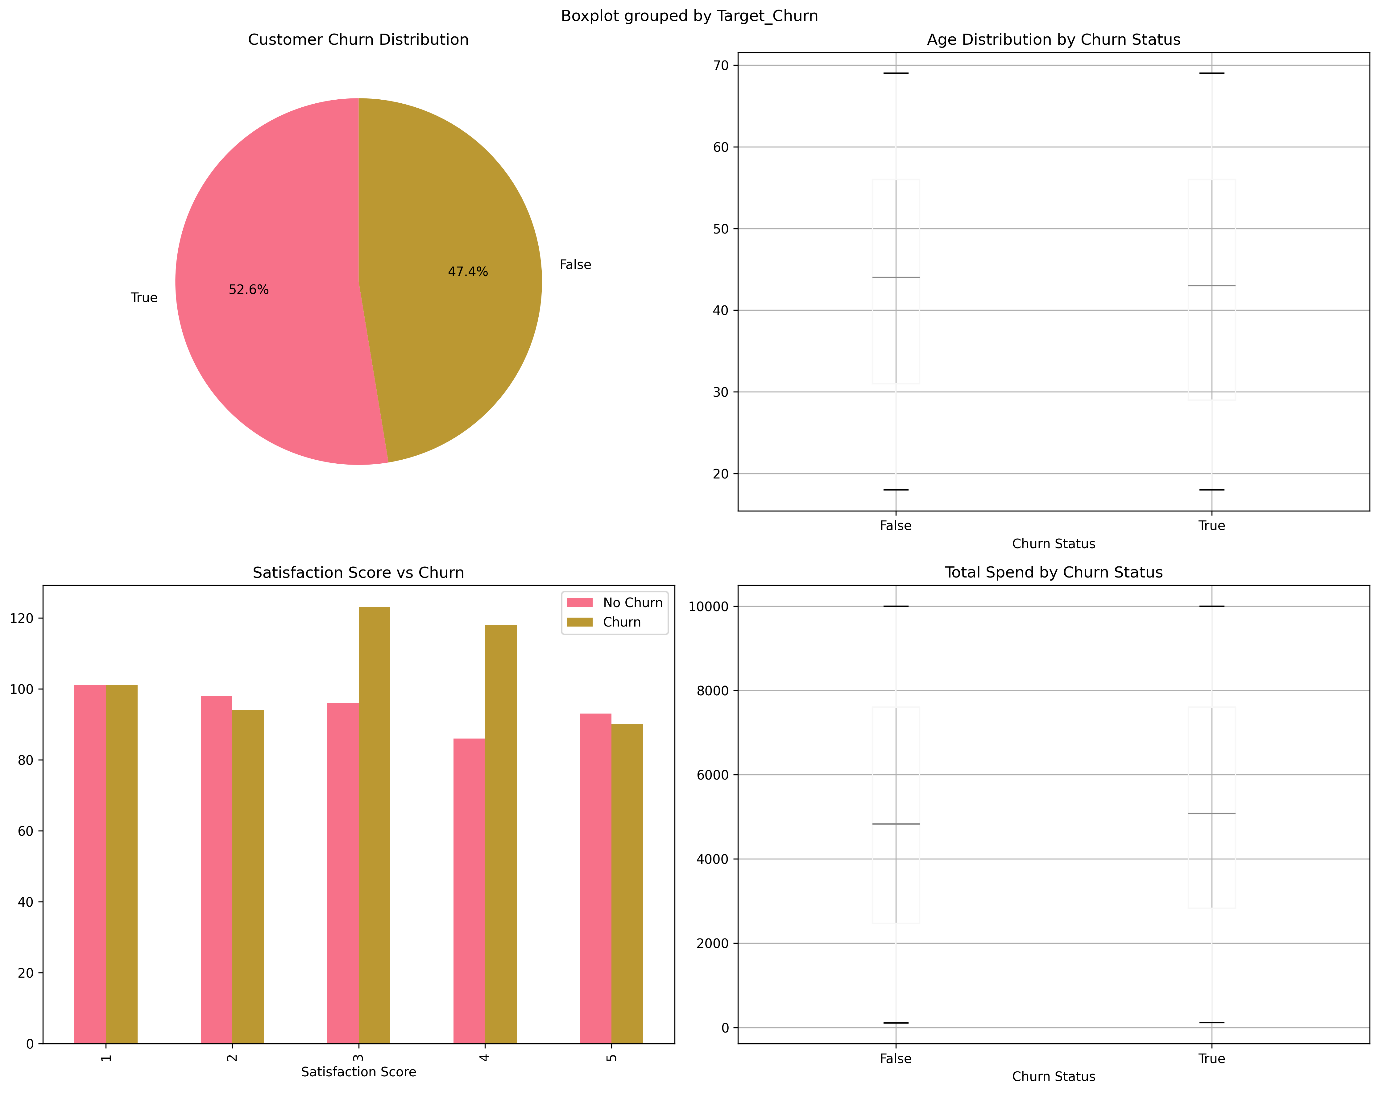 Boxplot grouped by Target_Churn
Customer Churn Distribution
True
52.6%
47.4%
False
Age Distribution by Churn Status
70
60
50
40
30
20
False
True
Churn Status
Satisfaction Score vs Churn
No Churn
Churn
120
100
80
60
40
20
0
1
2
3
4
5
Satisfaction Score
Total Spend by Churn Status
10000
8000
6000
4000
2000
0
False
True
Churn Status